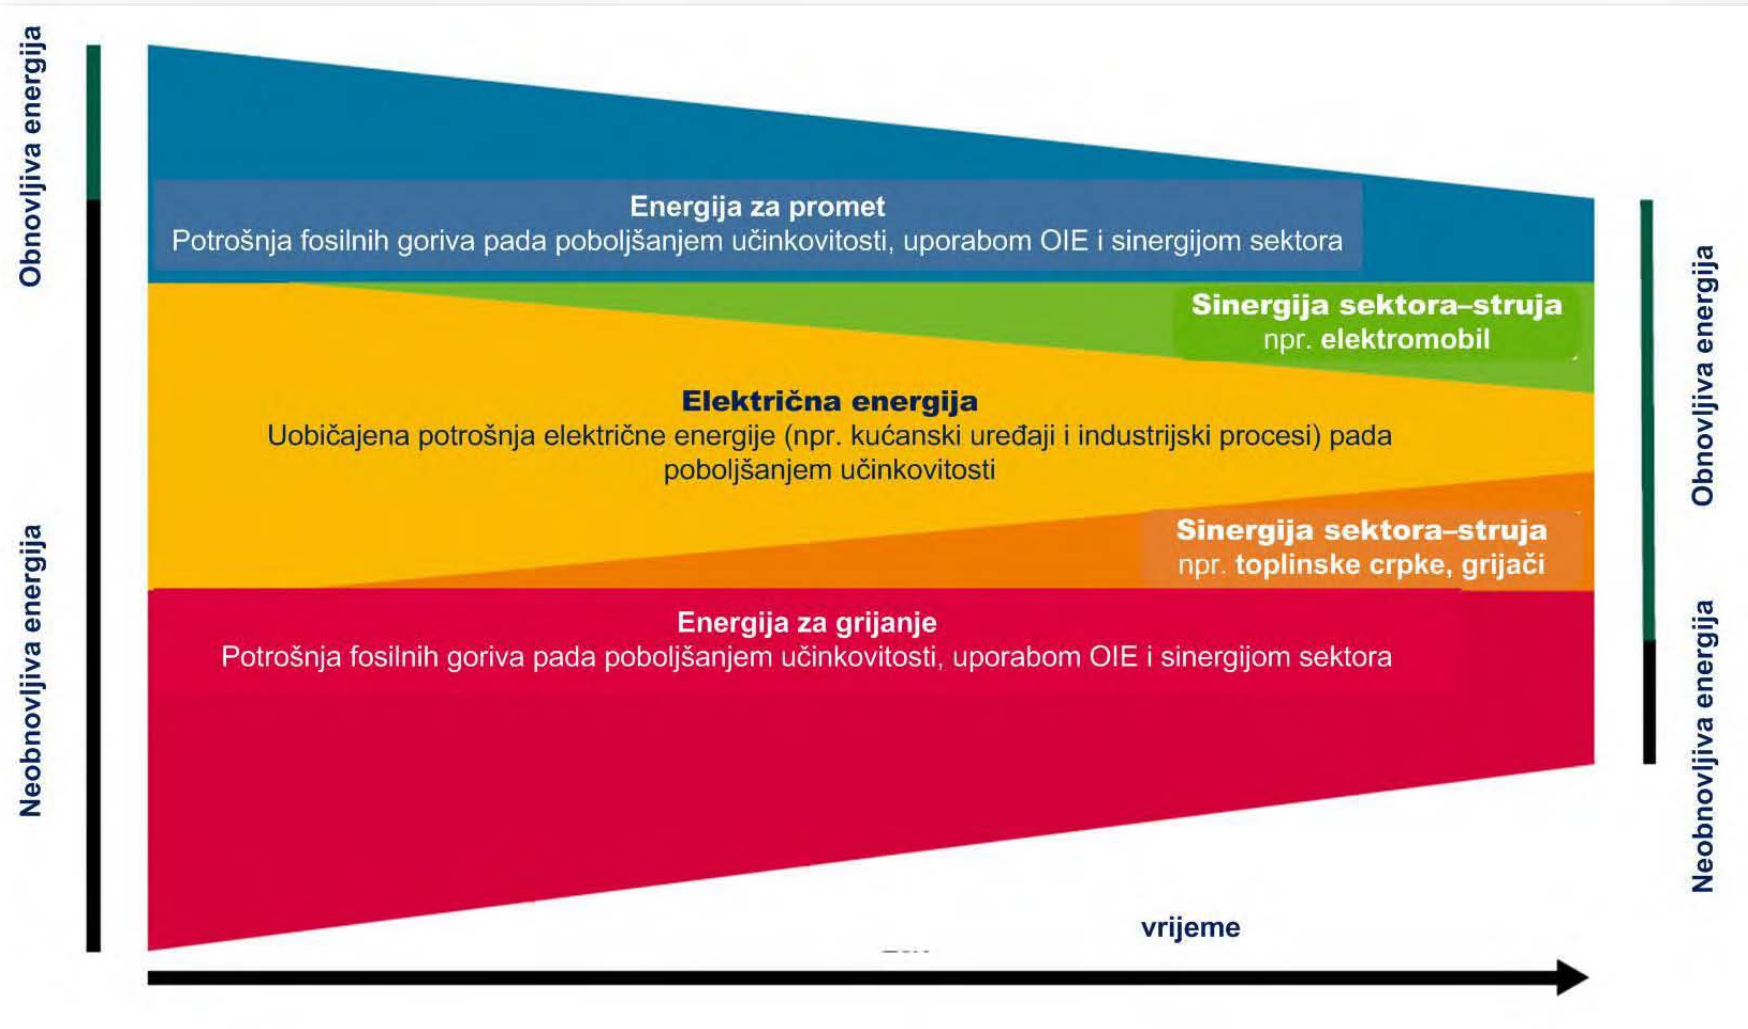 Obnovljiva energija
Neobnovljiva energija
Energija za promet
Potrošnja fosilnih goriva pada poboljšanjem učinkovitosti, uporabom OIE i sinergijom sektora
Sinergija sektora–struja
npr. elektromobil
Električna energija
Uobičajena potrošnja električne energije (npr. kućanski uređaji i industrijski procesi) pada
poboljšanjem učinkovitosti
Sinergija sektora–struja
npr. toplinske crpke, grijači
Energija za grijanje
Potrošnja fosilnih goriva pada poboljšanjem učinkovitosti, uporabom OIE i sinergijom sektora
Obnovljiva energija
Neobnovljiva energija
vrijeme